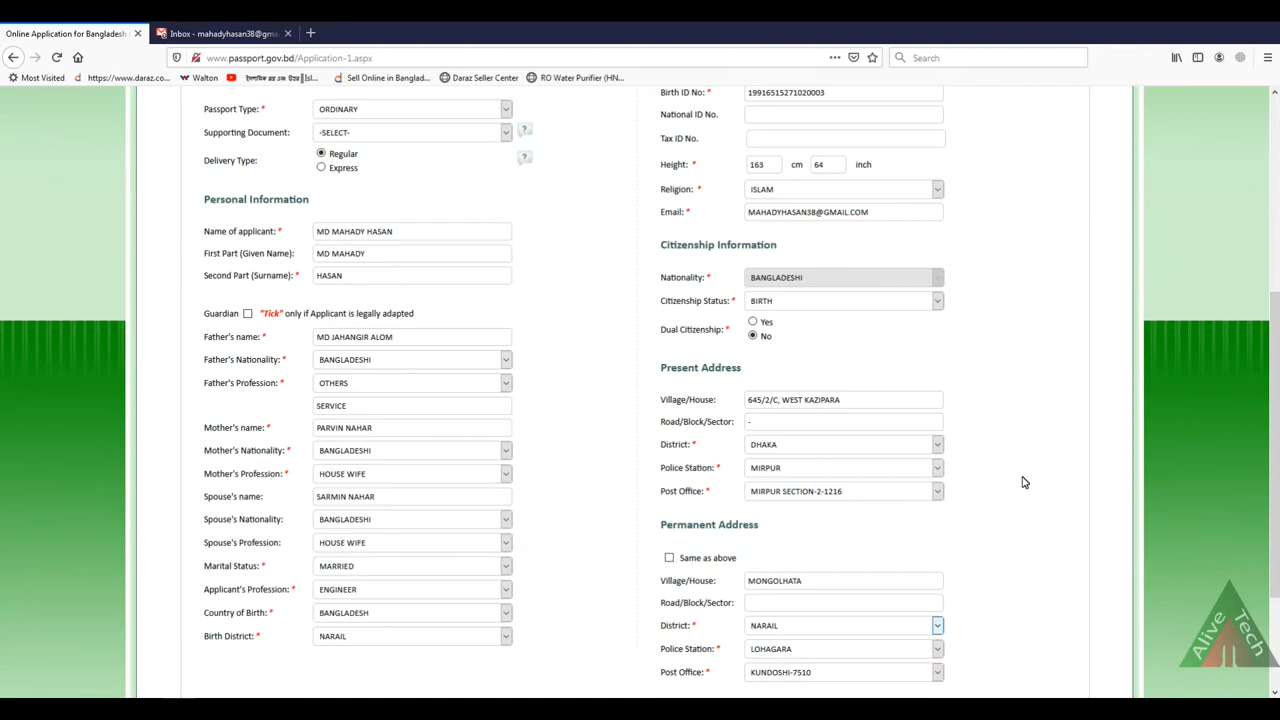 Online Application for Bangladesh
Inbox - mahadyhasan38@gma
www.passport.gov.bd/Application-1.aspx
Search
Most Visited
https://www.daraz.co...
Walton
Sell Online in Banglad...
Daraz Seller Center
RO Water Purifier (HN...
Passport Type: * ORDINARY
Supporting Document: -SELECT-
Delivery Type: Regular
Express
Personal Information
Name of applicant: * MD MAHADY HASAN
First Part (Given Name): MD MAHADY
Second Part (Surname): * HASAN
Guardian "Tick" only if Applicant is legally adapted
Father's name: * MD JAHANGIR ALOM
Father's Nationality: * BANGLADESHI
Father's Profession: * OTHERS
SERVICE
Mother's name: * PARVIN NAHAR
Mother's Nationality: * BANGLADESHI
Mother's Profession: * HOUSE WIFE
Spouse's name: SARMIN NAHAR
Spouse's Nationality: BANGLADESHI
Spouse's Profession: HOUSE WIFE
Marital Status: * MARRIED
Applicant's Profession: * ENGINEER
Country of Birth: * BANGLADESH
Birth District: * NARAIL
Birth ID No: * 19916515271020003
National ID No.
Tax ID No.
Height: * 163 cm 64 inch
Religion: * ISLAM
Email: * MAHADYHASAN38@GMAIL.COM
Citizenship Information
Nationality: * BANGLADESHI
Citizenship Status: * BIRTH
Dual Citizenship: * Yes
No
Present Address
Village/House: 645/2/C, WEST KAZIPARA
Road/Block/Sector: -
District: * DHAKA
Police Station: * MIRPUR
Post Office: * MIRPUR SECTION-2-1216
Permanent Address
Same as above
Village/House: MONGOLHATA
Road/Block/Sector:
District: * NARAIL
Police Station: * LOHAGARA
Post Office: * KUNDOSHI-7510
Alive Tech